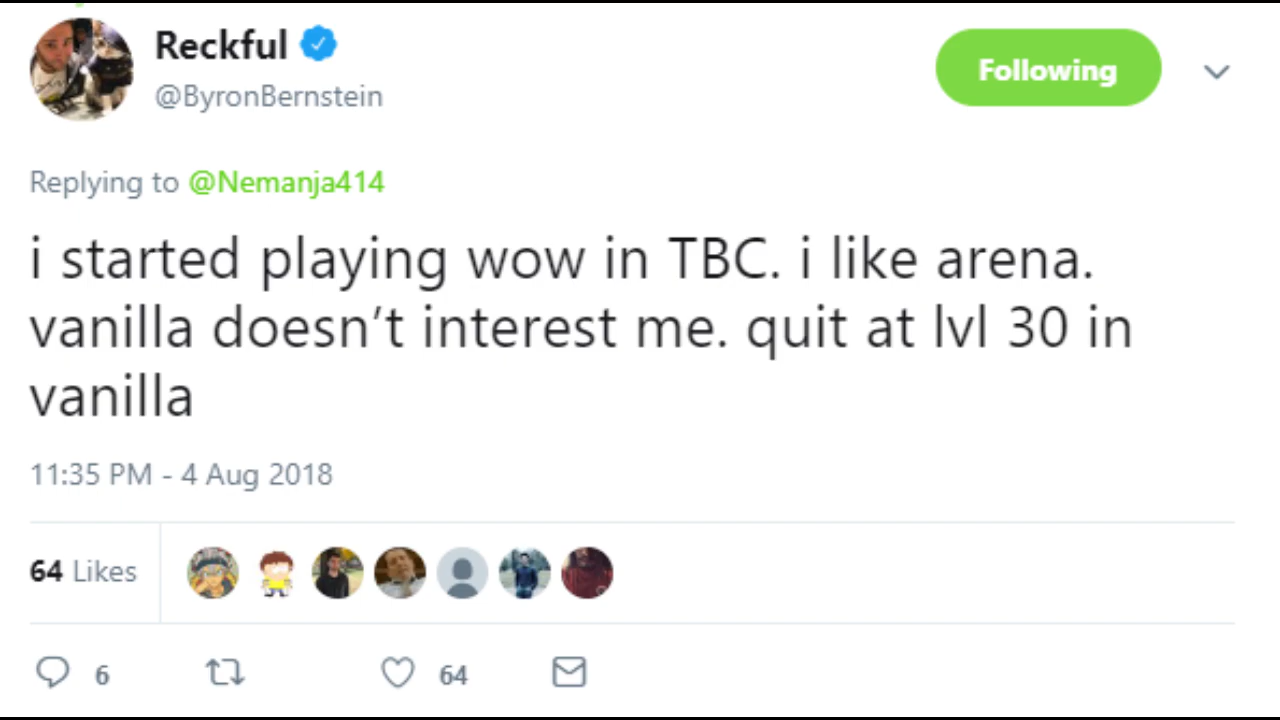 Reckful
Following
@ByronBernstein
Replying to @Nemanja414
i started playing wow in TBC. i like arena.
vanilla doesn’t interest me. quit at lvl 30 in
vanilla
11:35 PM - 4 Aug 2018
64 Likes
6
64